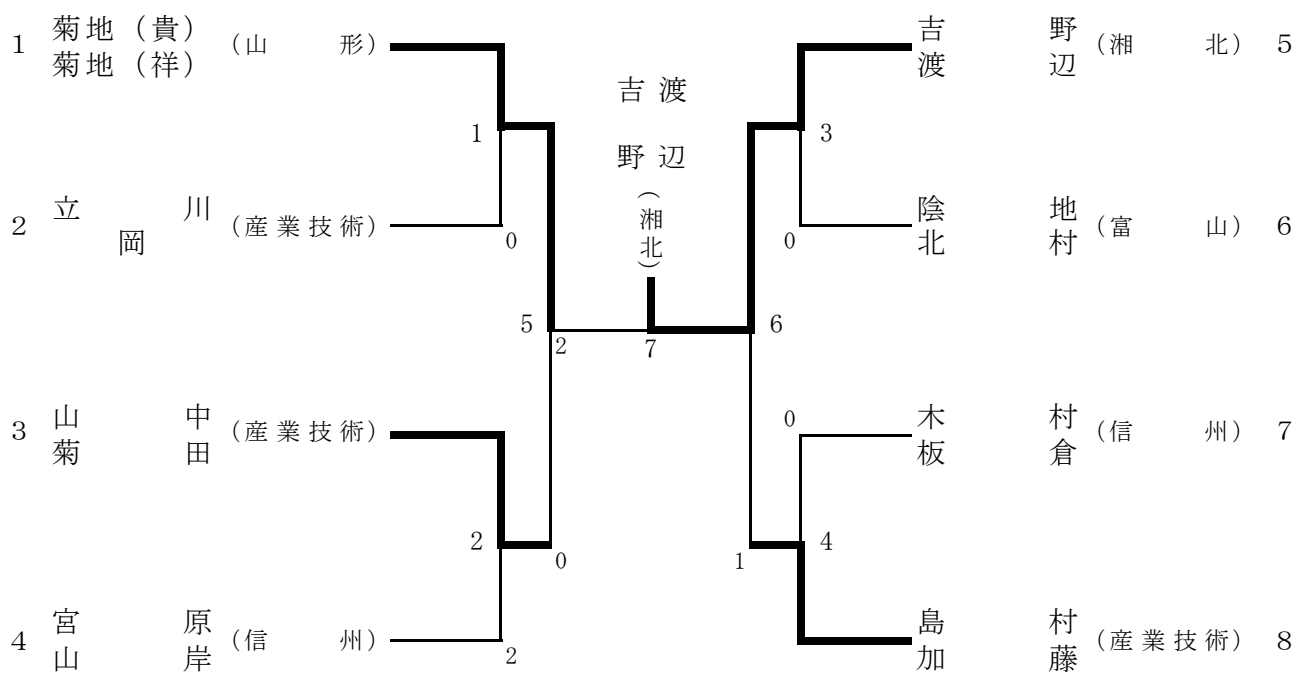 1 菊地（貴） 菊地（祥） （山形）
1
2 立川 岡 （産業技術）
0
5
2
3 山中 菊田 （産業技術）
2
0
4 宮原 山岸 （信州）
2
吉野 渡辺 （湘北）
7
吉野 渡辺 （湘北） 5
3
陰地 北村 （富山） 6
0
6
木村 板倉 （信州） 7
0
4
1
島村 加藤 （産業技術） 8